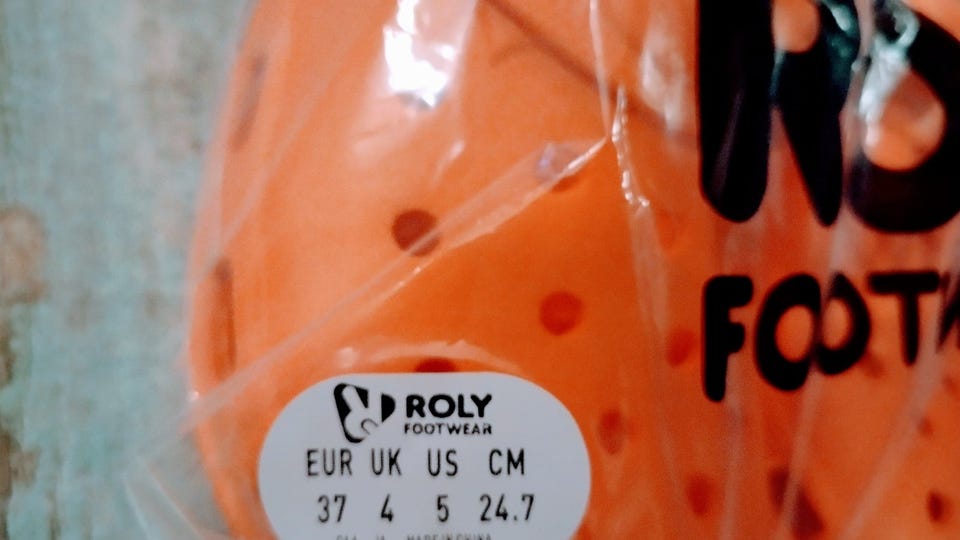 FOOT
ROLY
FOOTWEAR
EUR UK US CM
37 4 5 24.7
MADE IN CHINA